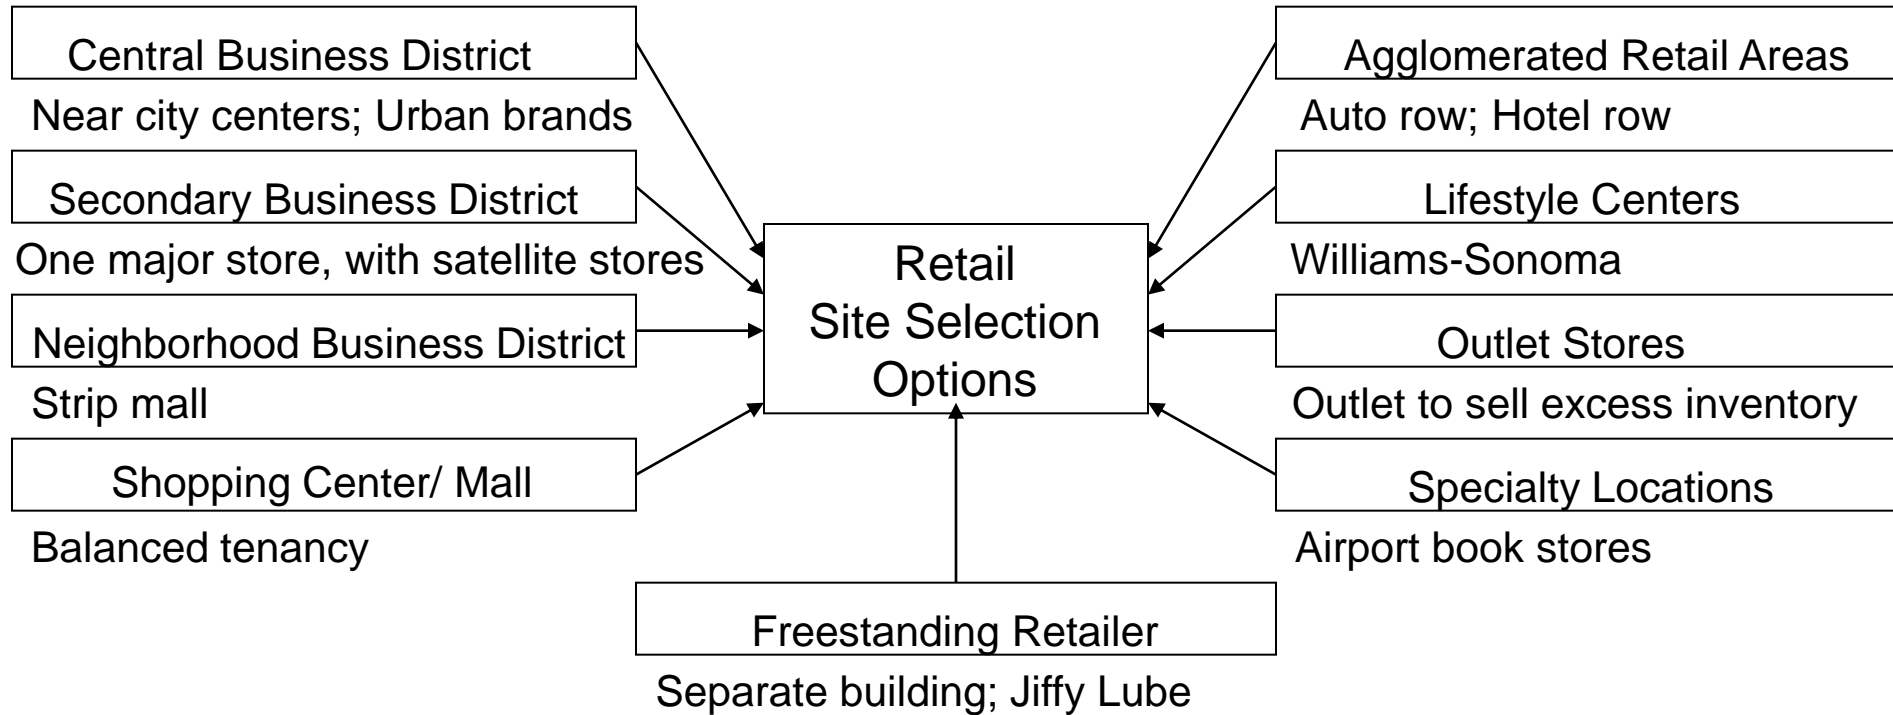 Central Business District
Near city centers; Urban brands
Secondary Business District
One major store, with satellite stores
Neighborhood Business District
Strip mall
Shopping Center/ Mall
Balanced tenancy
Retail
Site Selection
Options
Freestanding Retailer
Separate building; Jiffy Lube
Agglomerated Retail Areas
Auto row; Hotel row
Lifestyle Centers
Williams-Sonoma
Outlet Stores
Outlet to sell excess inventory
Specialty Locations
Airport book stores